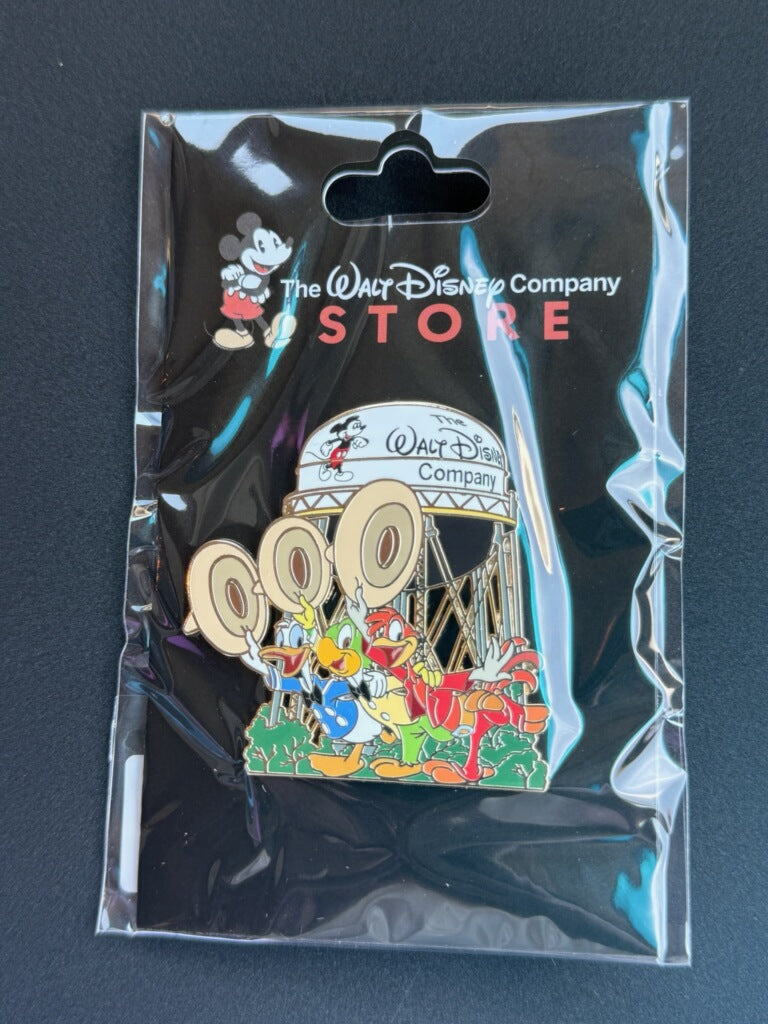 The WALT DISNEY Company
STORE
The
WALT DISNEY
Company